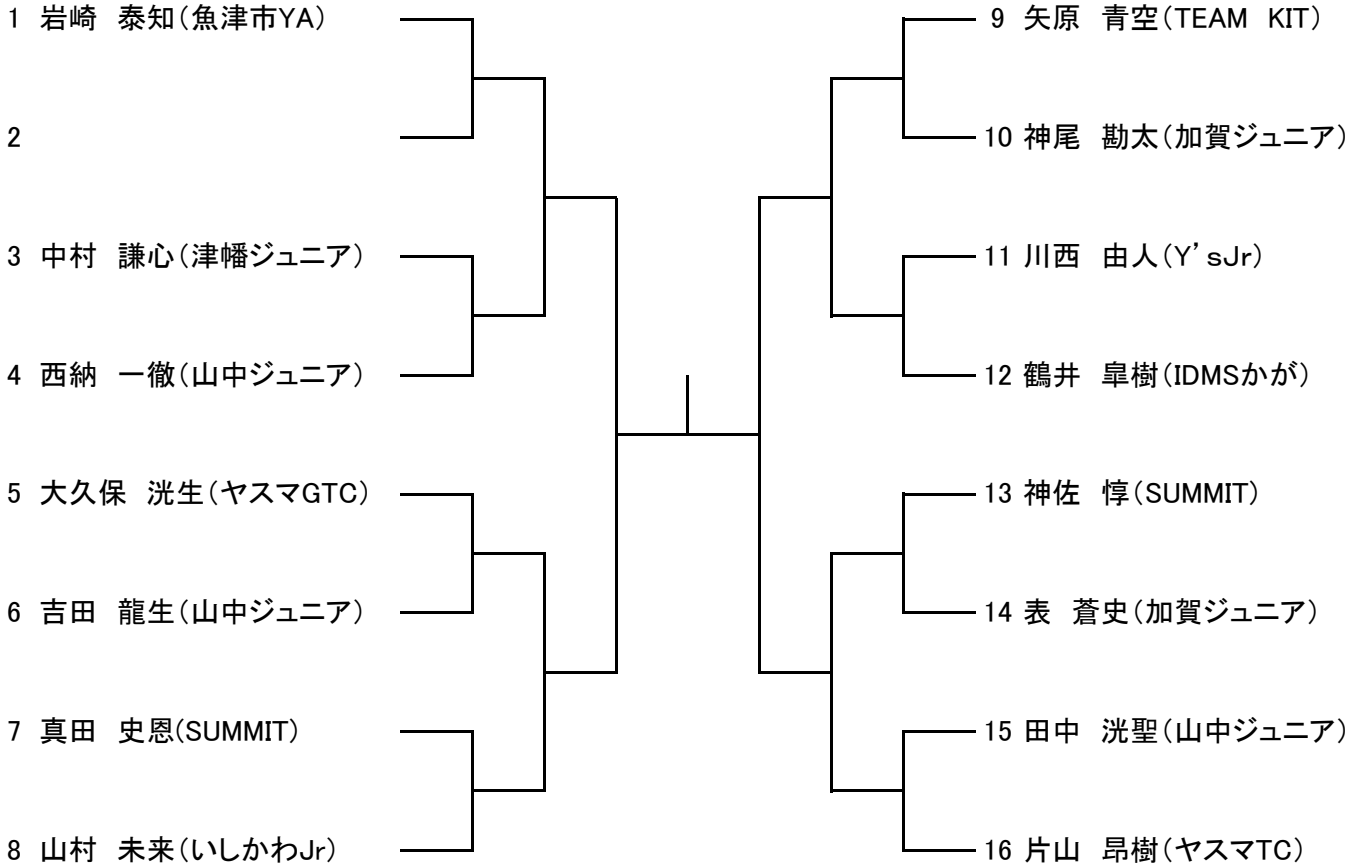 1 岩崎 泰知(魚津市YA)
2
3 中村 謙心(津幡ジュニア)
4 西納 一徹(山中ジュニア)
5 大久保 洸生(ヤスマGTC)
6 吉田 龍生(山中ジュニア)
7 真田 史恩(SUMMIT)
8 山村 未来(いしかわJr)
9 矢原 青空(TEAM KIT)
10 神尾 勘太(加賀ジュニア)
11 川西 由人(Y’sJr)
12 鶴井 皐樹(IDMSかが)
13 神佐 惇(SUMMIT)
14 表 蒼史(加賀ジュニア)
15 田中 洸聖(山中ジュニア)
16 片山 昂樹(ヤスマTC)